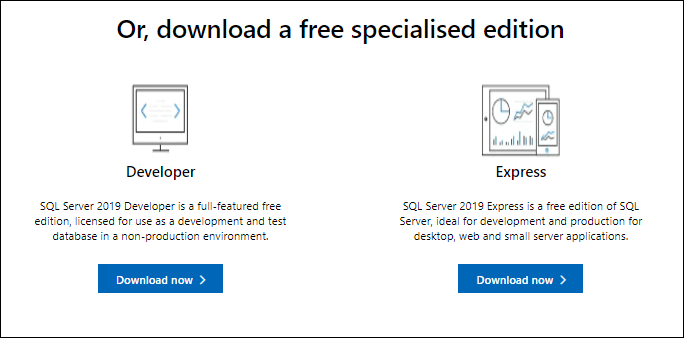 Or, download a free specialised edition
Developer
SQL Server 2019 Developer is a full-featured free
edition, licensed for use as a development and test
database in a non-production environment.
Download now
Express
SQL Server 2019 Express is a free edition of SQL
Server, ideal for development and production for
desktop, web and small server applications.
Download now